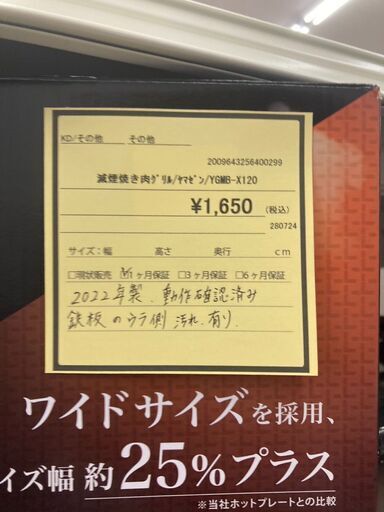 KD/その他 その他
2009643256400299
減煙焼き肉グリル/ヤマゼン/YGMB-X120
¥1,650 (税込)
280724
サイズ:幅 高さ 奥行 cm
□現状販売 ☑1ヶ月保証 □3ヶ月保証 □6ヶ月保証
2022年製、動作確認済み
鉄板のウラ側汚れ有り.
ワイドサイズを採用、
イズ幅 約25%プラス
※当社ホットプレートとの比較